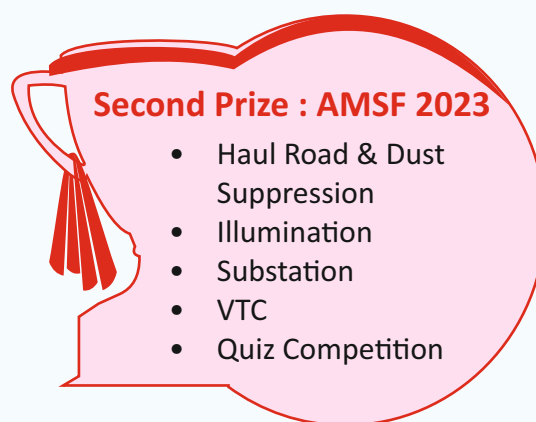 Second Prize : AMSF 2023
• Haul Road & Dust
Suppression
• Illumination
• Substation
• VTC
• Quiz Competition